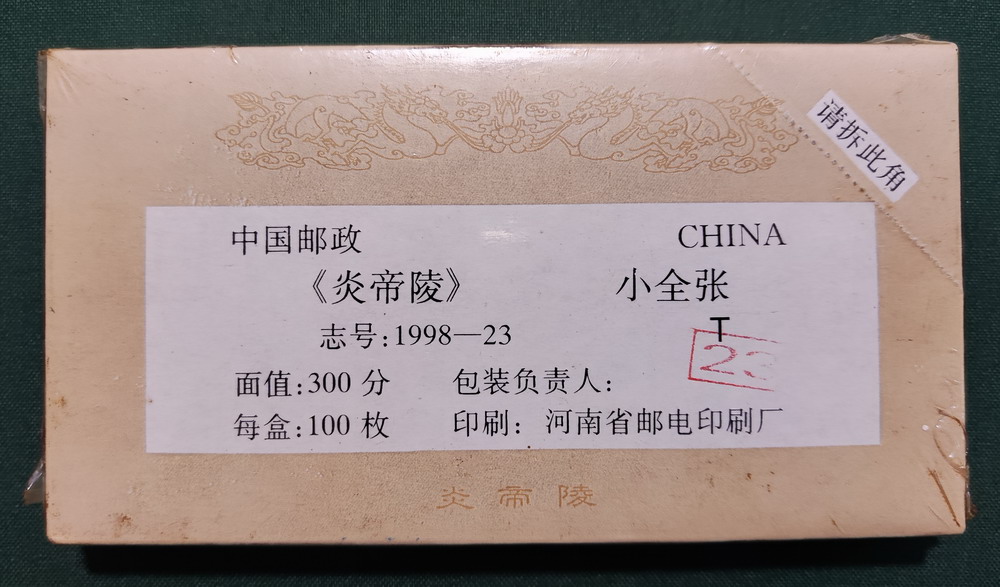 请拆此角
中国邮政 CHINA
《炎帝陵》 小全张
志号:1998—23 T
面值:300 分 包装负责人:
每盒:100 枚 印刷: 河南省邮电印刷厂
炎帝陵